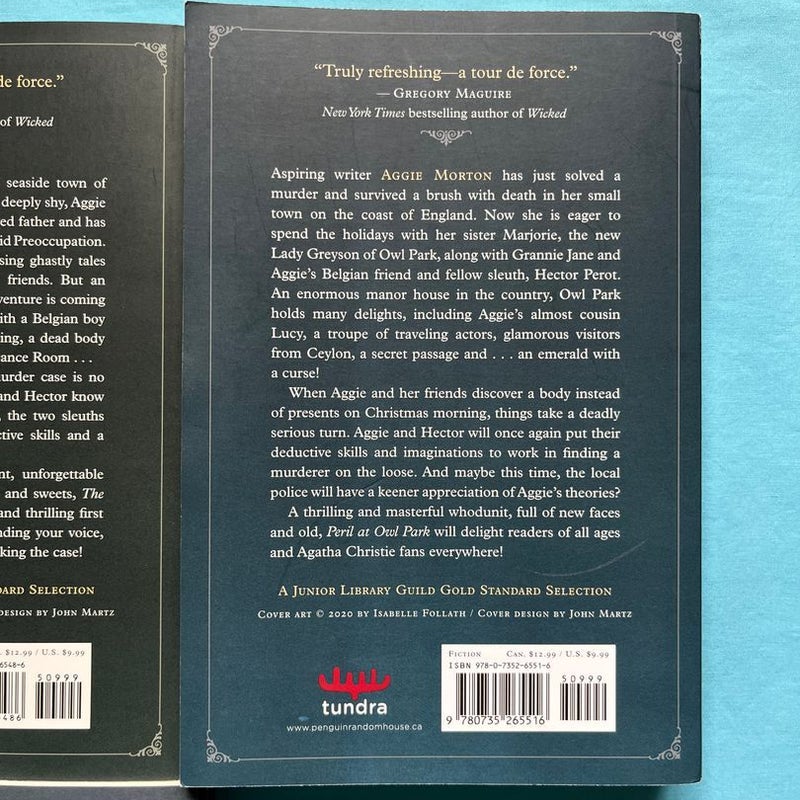 de force.”
of Wicked
seaside town of
deeply shy, Aggie
ed father and has
id Preoccupation.
sing ghastly tales
friends. But an
venture is coming
ith a Belgian boy
ing, a dead body
ance Room . . .
urder case is no
and Hector know
, the two sleuths
ctive skills and a
nt, unforgettable
and sweets, The
and thrilling first
nding your voice,
king the case!
DARD SELECTION
DESIGN BY JOHN MARTZ
. $12.99 / U.S. $9.99
6548-6
50999
“Truly refreshing—a tour de force.”
— GREGORY MAGUIRE
New York Times bestselling author of Wicked
Aspiring writer AGGIE MORTON has just solved a
murder and survived a brush with death in her small
town on the coast of England. Now she is eager to
spend the holidays with her sister Marjorie, the new
Lady Greyson of Owl Park, along with Grannie Jane and
Aggie’s Belgian friend and fellow sleuth, Hector Perot.
An enormous manor house in the country, Owl Park
holds many delights, including Aggie’s almost cousin
Lucy, a troupe of traveling actors, glamorous visitors
from Ceylon, a secret passage and . . . an emerald with
a curse!
When Aggie and her friends discover a body instead
of presents on Christmas morning, things take a deadly
serious turn. Aggie and Hector will once again put their
deductive skills and imaginations to work in finding a
murderer on the loose. And maybe this time, the local
police will have a keener appreciation of Aggie’s theories?
A thrilling and masterful whodunit, full of new faces
and old, Peril at Owl Park will delight readers of all ages
and Agatha Christie fans everywhere!
A JUNIOR LIBRARY GUILD GOLD STANDARD SELECTION
COVER ART © 2020 BY ISABELLE FOLLATH / COVER DESIGN BY JOHN MARTZ
tundra
www.penguinrandomhouse.ca
FICTION CAN. $12.99 / U.S. $9.99
ISBN 978-0-7352-6551-6
50999
9 780735 265516